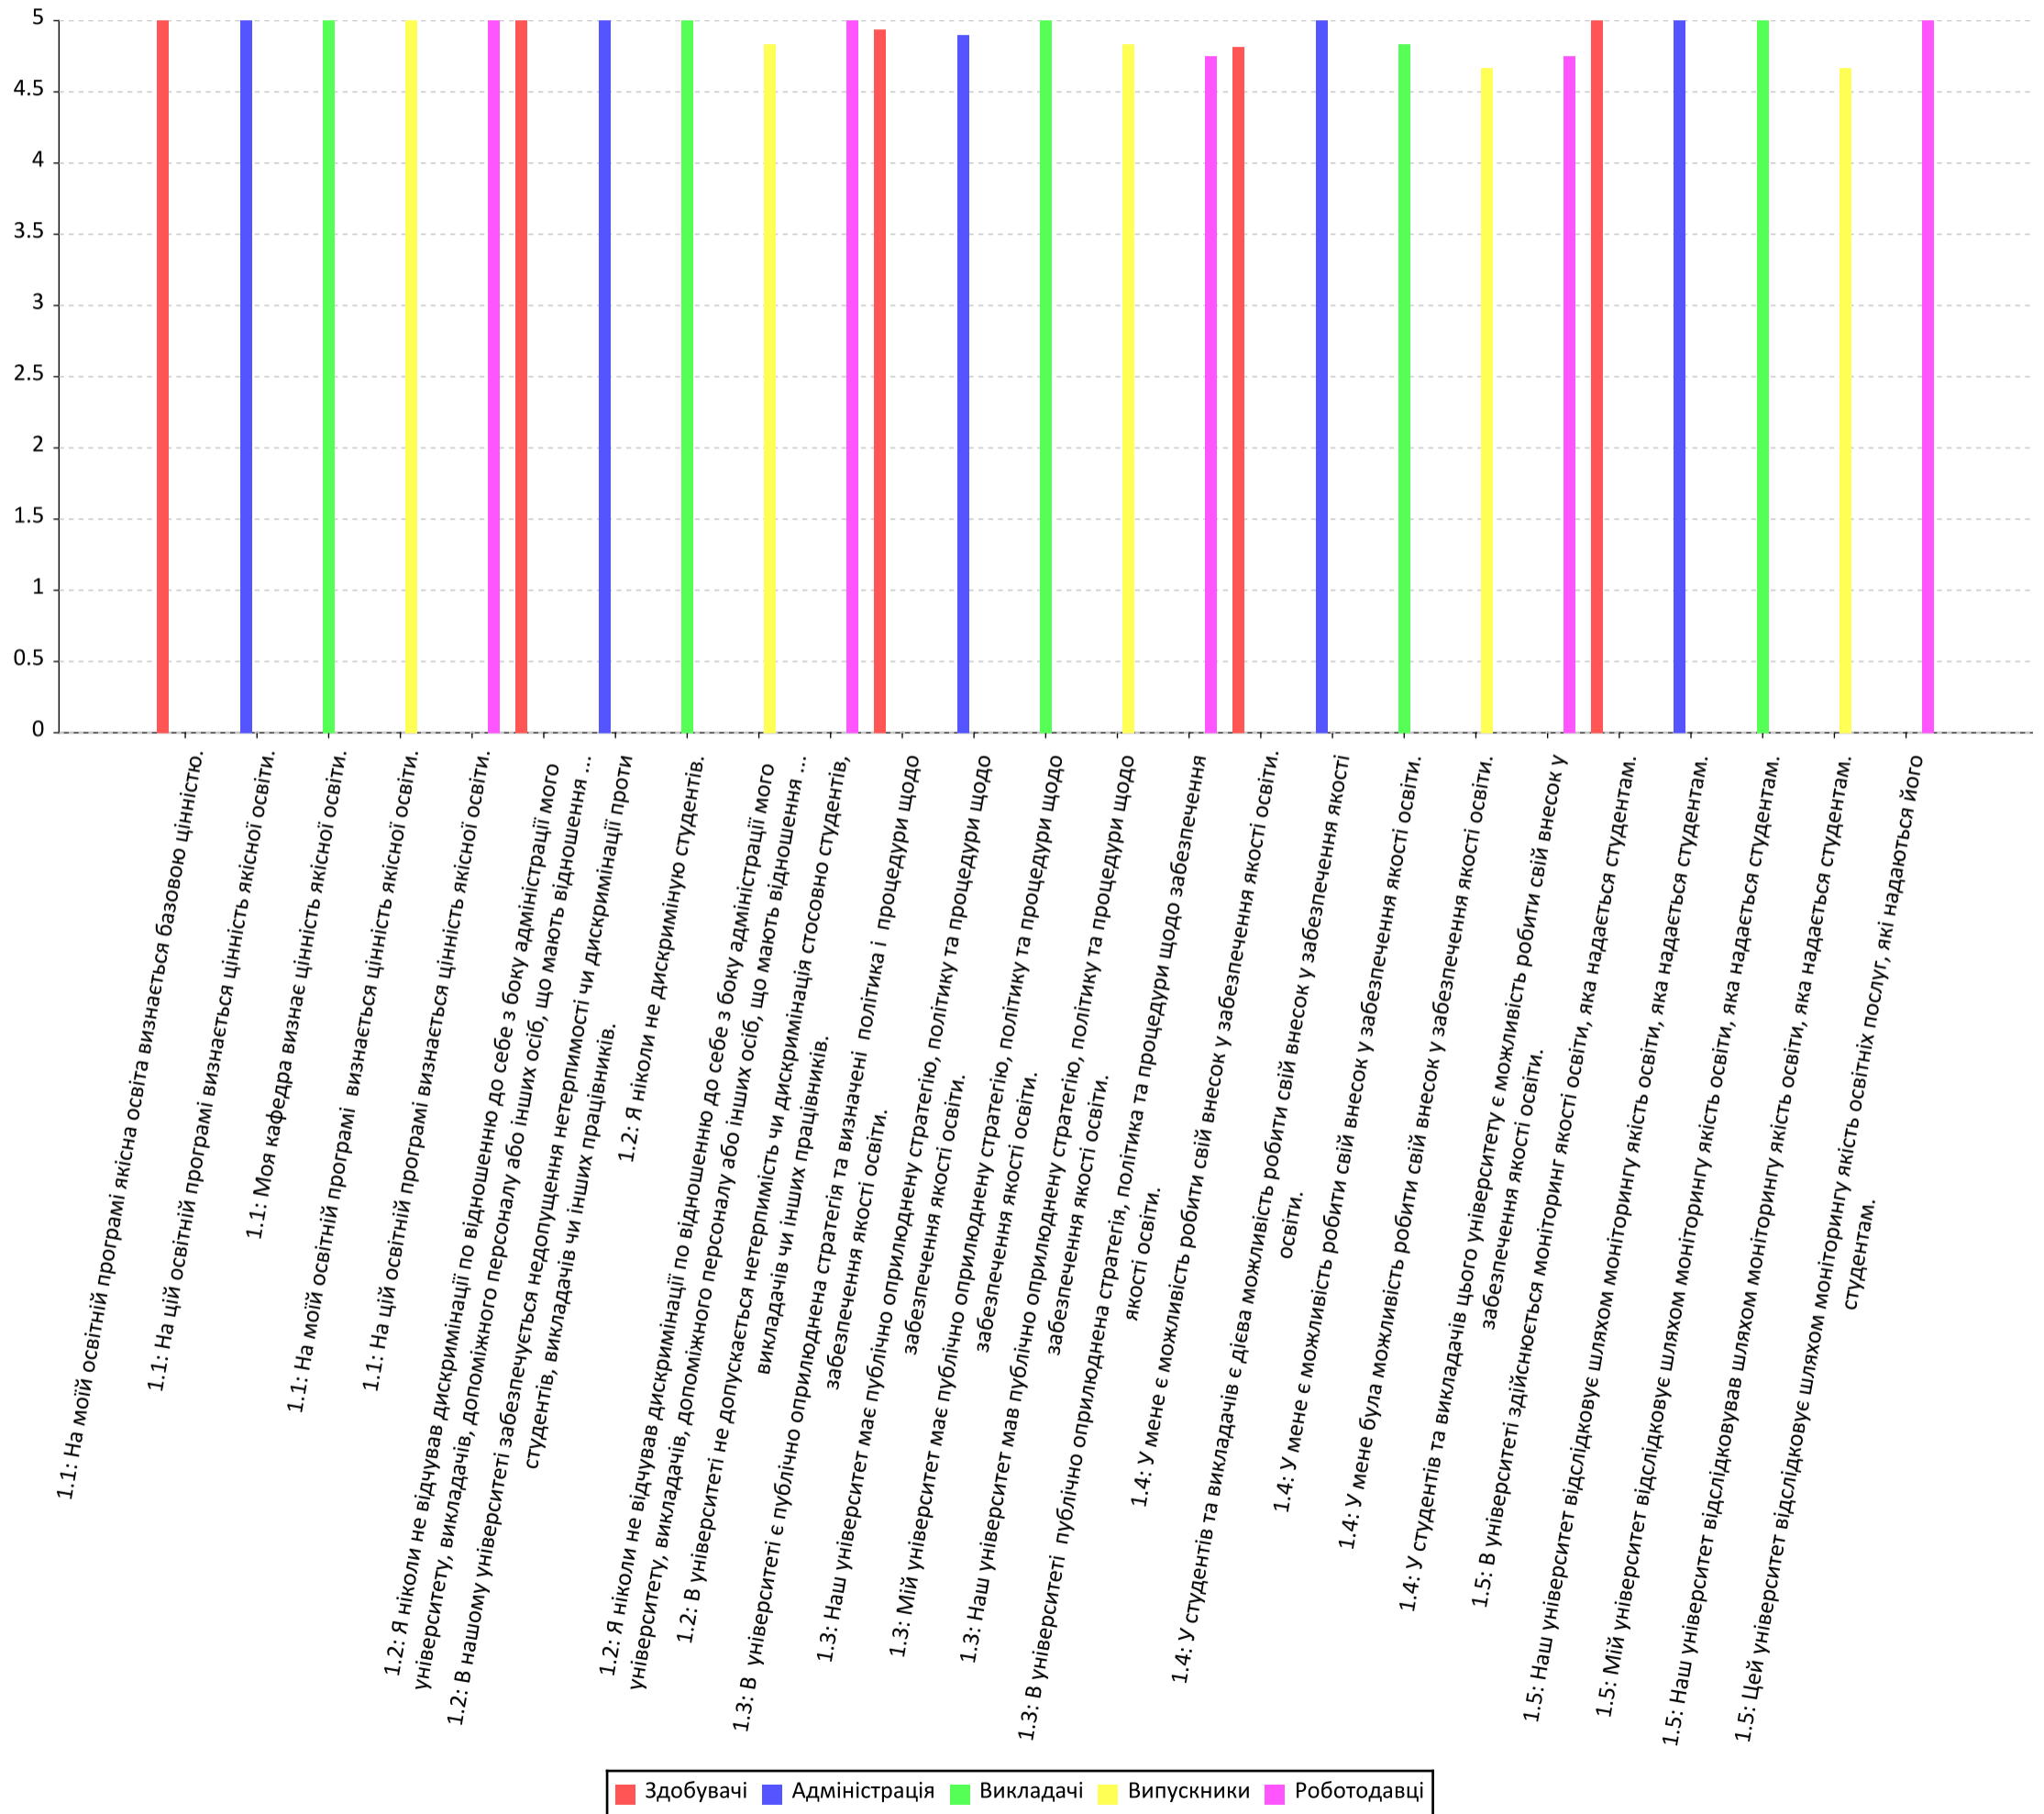 5
4.5
4
3.5
3
2.5
2
1.5
1
0.5
0
1.1: На моїй освітній програмі якісна освіта визнається базовою цінністю.
1.1: На цій освітній програмі визнається цінність якісної освіти.
1.1: Моя кафедра визнає цінність якісної освіти.
1.1: На моїй освітній програмі  визнається цінність якісної освіти.
1.1: На цій освітній програмі визнається цінність якісної освіти.
1.2: Я ніколи не відчував дискримінації по відношенню до себе з боку адміністрації мого
університету, викладачів, допоміжного персоналу або інших осіб, що мають відношення ...
1.2: В нашому університеті забезпечується недопущення нетерпимості чи дискримінації проти
студентів, викладачів чи інших працівників.
1.2: Я ніколи не дискриміную студентів.
1.2: Я ніколи не відчував дискримінації по відношенню до себе з боку адміністрації мого
університету, викладачів, допоміжного персоналу або інших осіб, що мають відношення ...
1.2: В університеті не допускається нетерпимість чи дискримінація стосовно студентів,
викладачів чи інших працівників.
1.3: В  університеті є публічно оприлюднена стратегія та визначені  політика і  процедури щодо
забезпечення якості освіти.
1.3: Наш університет має публічно оприлюднену стратегію, політику та процедури щодо
забезпечення якості освіти.
1.3: Мій університет має публічно оприлюднену стратегію, політику та процедури щодо
забезпечення якості освіти.
1.3: Наш університет мав публічно оприлюднену стратегію, політику та процедури щодо
забезпечення якості освіти.
1.3: В університеті  публічно оприлюднена стратегія, політика та процедури щодо забезпечення
якості освіти.
1.4: У мене є можливість робити свій внесок у забезпечення якості освіти.
1.4: У студентів та викладачів є дієва можливість робити свій внесок у забезпечення якості
освіти.
1.4: У мене є можливість робити свій внесок у забезпечення якості освіти.
1.4: У мене була можливість робити свій внесок у забезпечення якості освіти.
1.4: У студентів та викладачів цього університету є можливість робити свій внесок у
забезпечення якості освіти.
1.5: В університеті здійснюється моніторинг якості освіти, яка надається студентам.
1.5: Наш університет відслідковує шляхом моніторингу якість освіти, яка надається студентам.
1.5: Мій університет відслідковує шляхом моніторингу якість освіти, яка надається студентам.
1.5: Наш університет відслідковував шляхом моніторингу якість освіти, яка надається студентам.
1.5: Цей університет відслідковує шляхом моніторингу якість освітніх послуг, які надаються його
студентам.
Здобувачі Адміністрація Викладачі Випускники Роботодавці